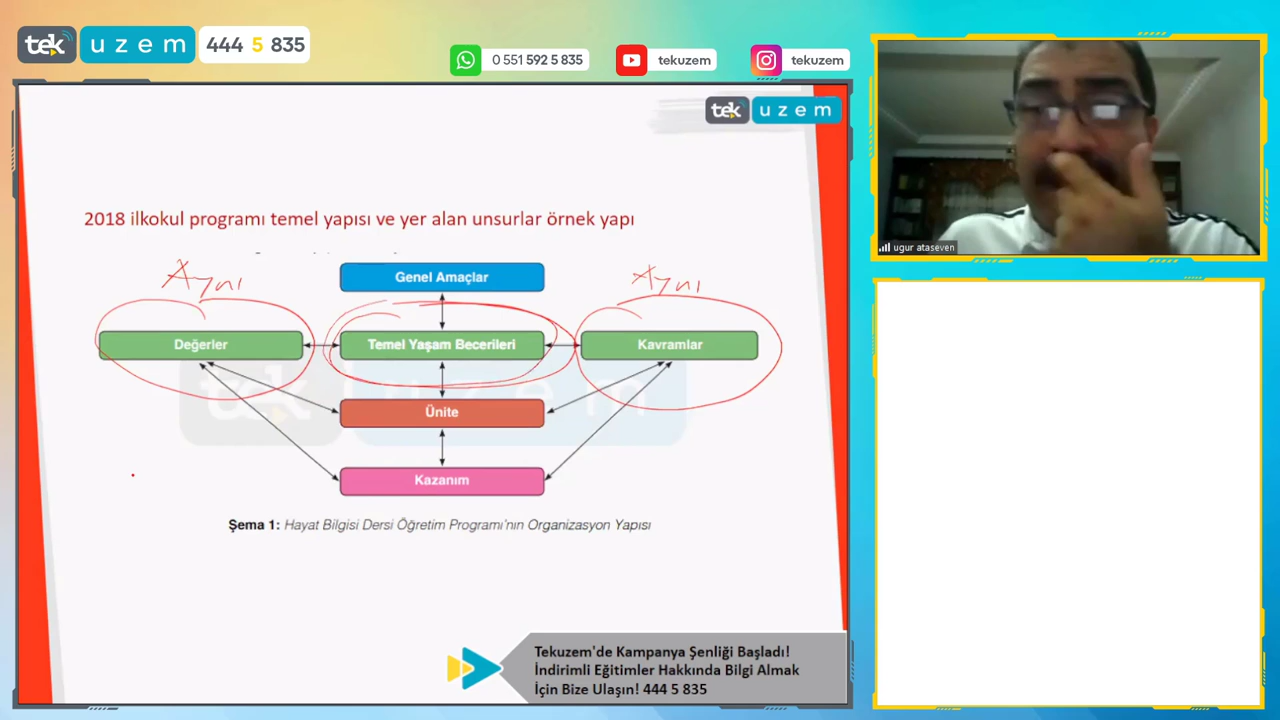 tek uzem 444 5 835
0 551 592 5 835
tekuzem
tekuzem
tek uzem
ugur ataseven
2018 ilkokul programı temel yapısı ve yer alan unsurlar örnek yapı
Aynı
Aynı
Genel Amaçlar
Değerler
Temel Yaşam Becerileri
Kavramlar
tek uzem
Ünite
Kazanım
Şema 1: Hayat Bilgisi Dersi Öğretim Programı'nın Organizasyon Yapısı
Tekuzem'de Kampanya Şenliği Başladı!
İndirimli Eğitimler Hakkında Bilgi Almak
İçin Bize Ulaşın! 444 5 835